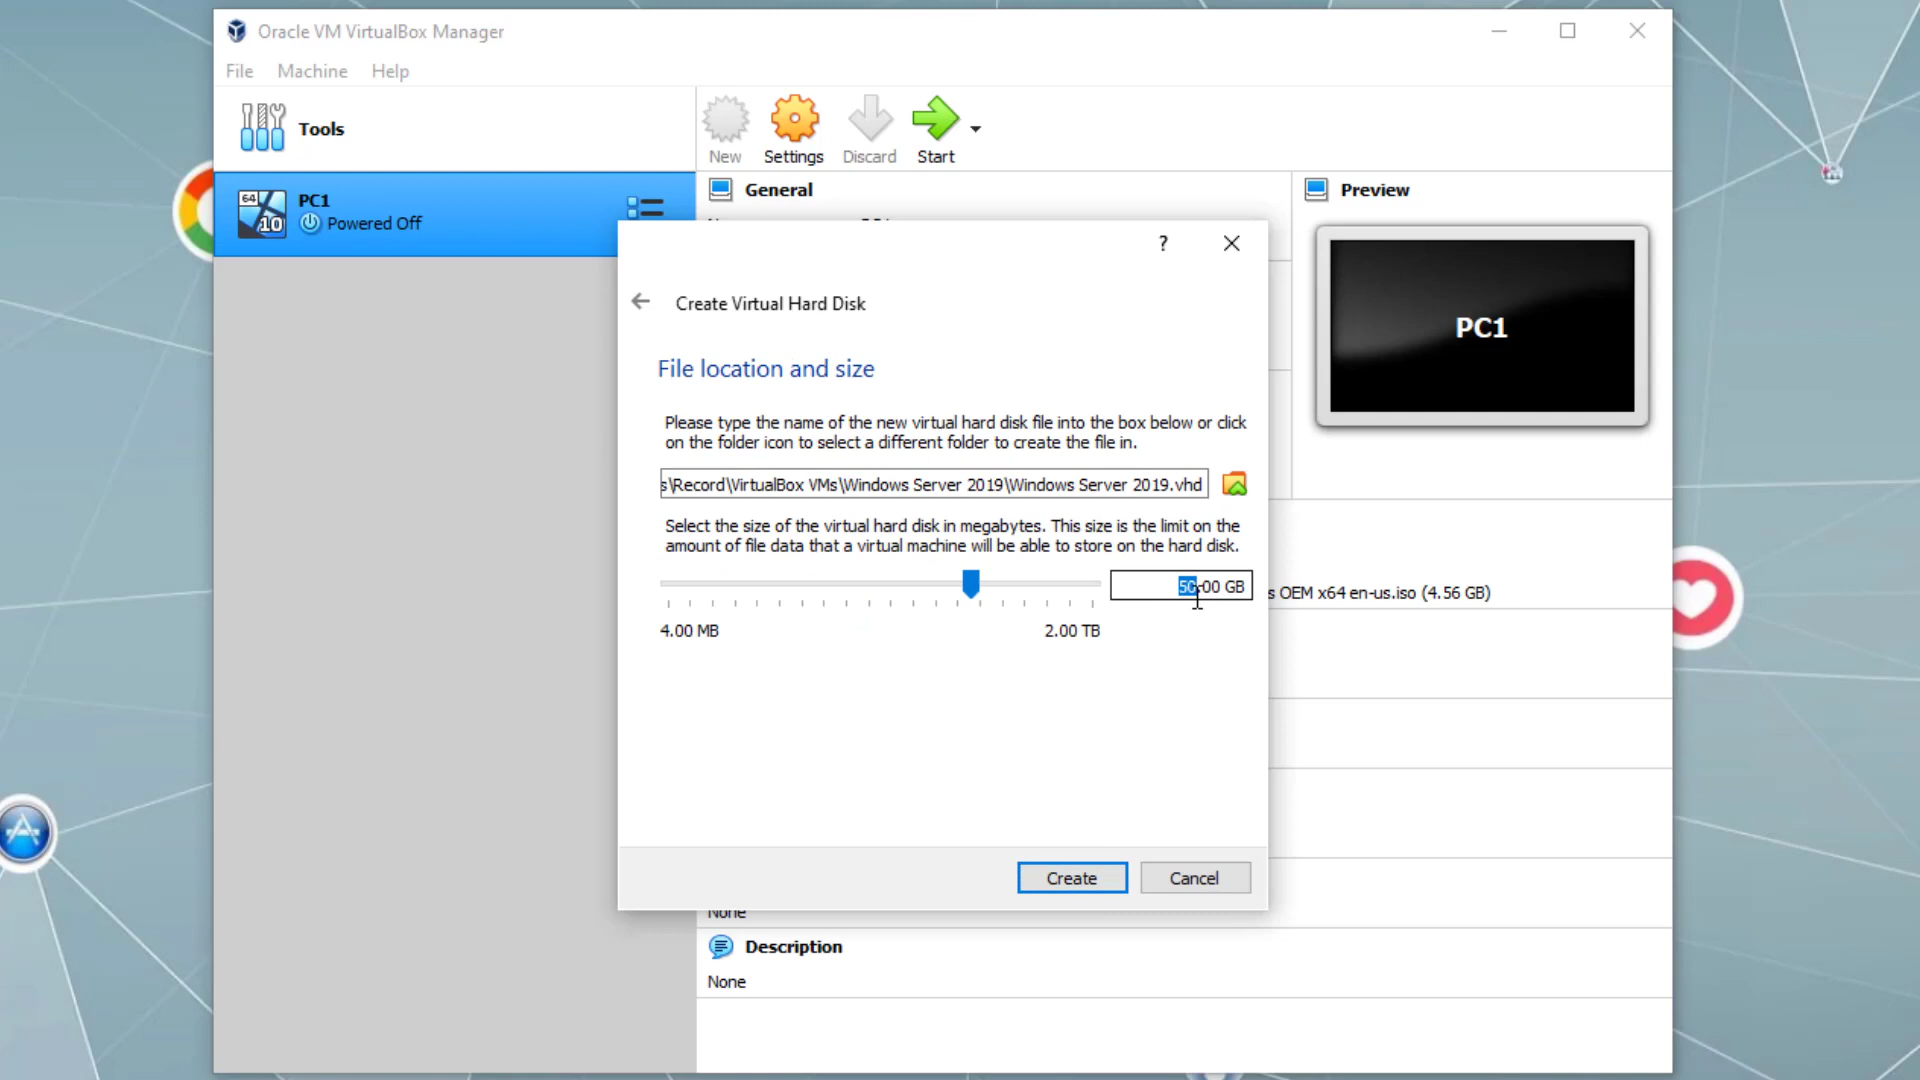 Oracle VM VirtualBox Manager
File Machine Help
Tools
New Settings Discard Start
64
10
PC1
Powered Off
General
Preview
PC1
?
Create Virtual Hard Disk
File location and size
Please type the name of the new virtual hard disk file into the box below or click
on the folder icon to select a different folder to create the file in.
s\Record\VirtualBox VMs\Windows Server 2019\Windows Server 2019.vhd
Select the size of the virtual hard disk in megabytes. This size is the limit on the
amount of file data that a virtual machine will be able to store on the hard disk.
50.00 GB
4.00 MB
2.00 TB
s OEM x64 en-us.iso (4.56 GB)
Create
Cancel
None
Description
None